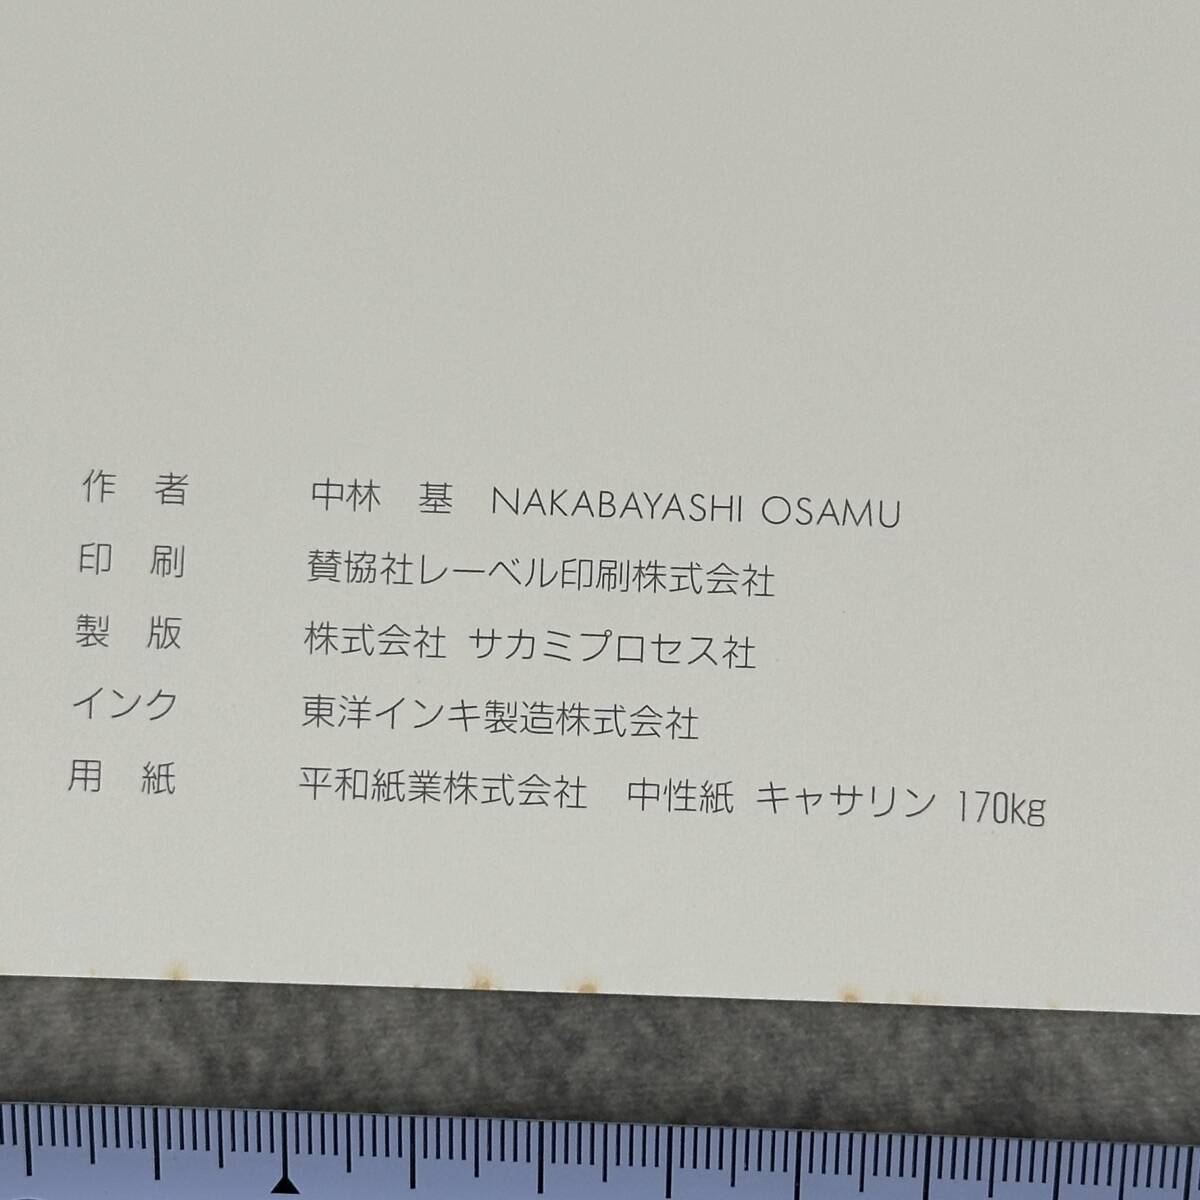 作者 中林 基 NAKABAYASHI OSAMU
印刷 賛協社レーベル印刷株式会社
製版 株式会社 サカミプロセス社
インク 東洋インキ製造株式会社
用紙 平和紙業株式会社 中性紙 キャサリン 170kg